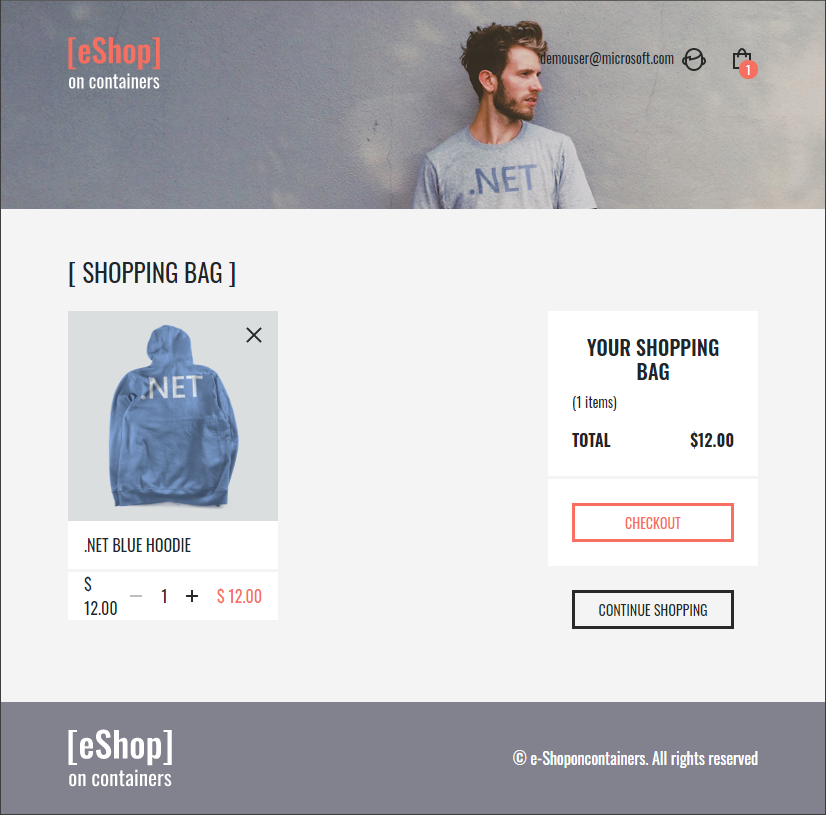 [eShop]
on containers
demouser@microsoft.com
1
.NET
[ SHOPPING BAG ]
.NET
.NET BLUE HOODIE
$
12.00
1
$ 12.00
YOUR SHOPPING
BAG
(1 items)
TOTAL $12.00
CHECKOUT
CONTINUE SHOPPING
[eShop]
on containers
© e-Shoponcontainers. All rights reserved